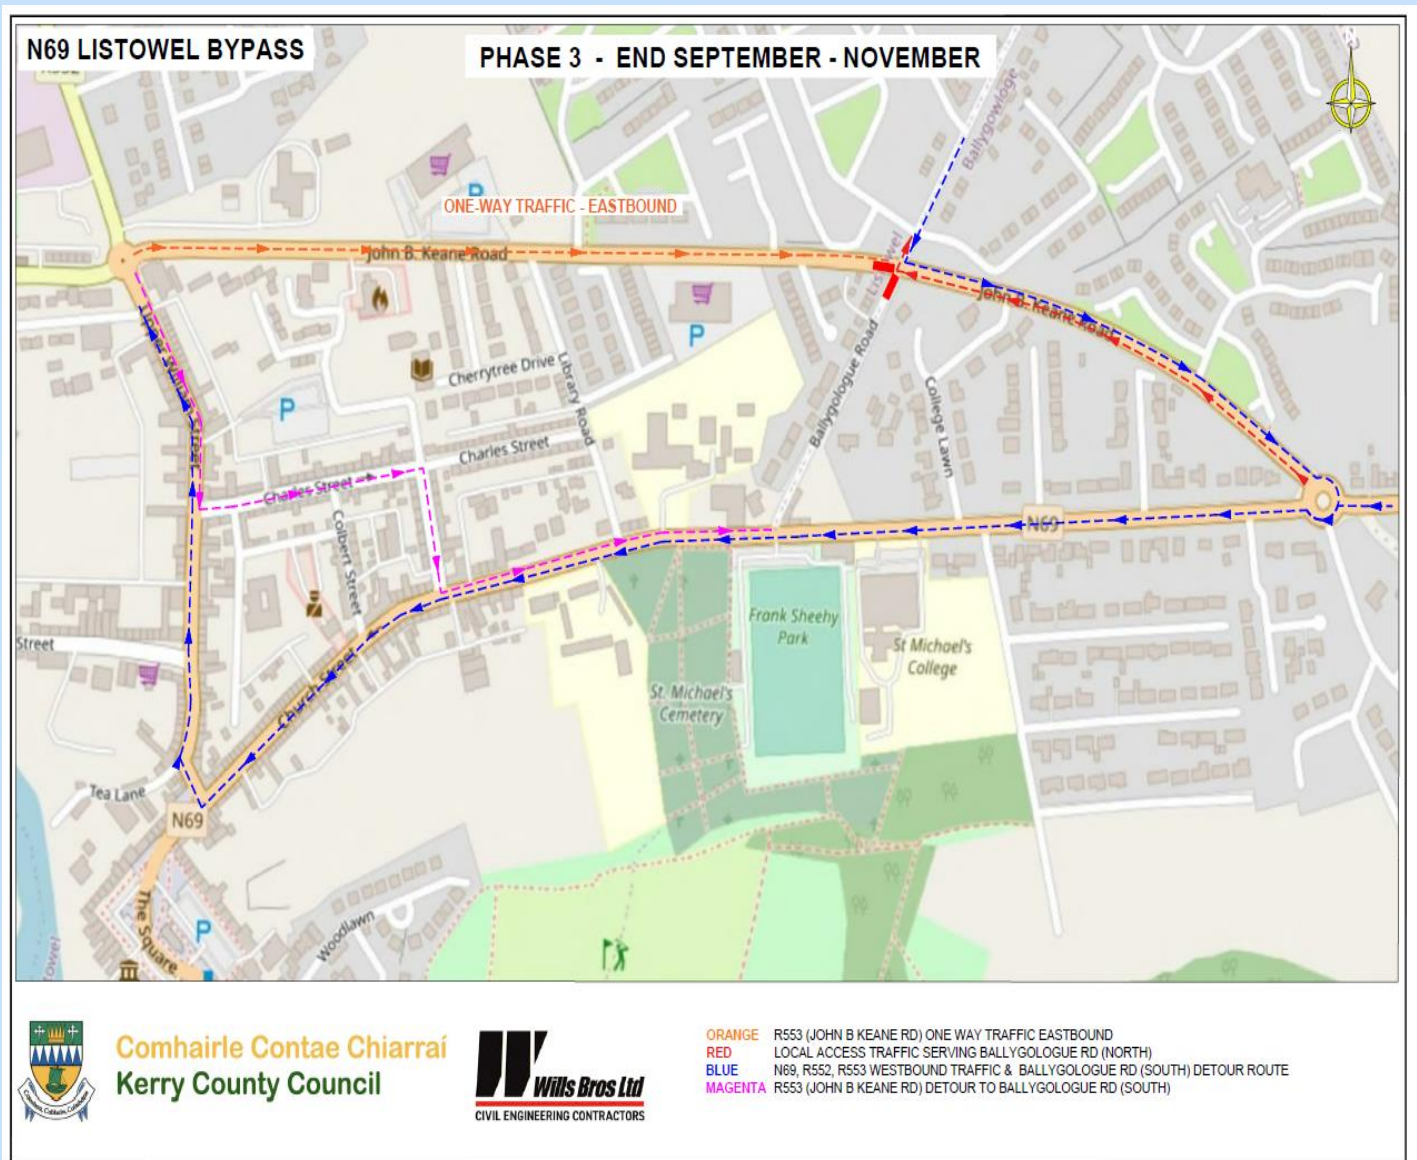 N69 LISTOWEL BYPASS
PHASE 3 - END SEPTEMBER - NOVEMBER
Ballygowloge
P
ONE-WAY TRAFFIC - EASTBOUND
John B. Keane Road
John B. Keane Road
P
Cherrytree Drive
Library Road
Ballygologue Road
College Lawn
P
Charles Street
Charles Street
Colbert Street
N69
Frank Sheehy
Park
St Michael's
College
Street
St. Michael's
Cemetery
Church Street
Tea Lane
N69
The Square
P
Woodlawn
Comhairle Contae Chiarraí
Kerry County Council
Wills Bros Ltd
CIVIL ENGINEERING CONTRACTORS
ORANGE R553 (JOHN B KEANE RD) ONE WAY TRAFFIC EASTBOUND
RED LOCAL ACCESS TRAFFIC SERVING BALLYGOLOGUE RD (NORTH)
BLUE N69, R552, R553 WESTBOUND TRAFFIC & BALLYGOLOGUE RD (SOUTH) DETOUR ROUTE
MAGENTA R553 (JOHN B KEANE RD) DETOUR TO BALLYGOLOGUE RD (SOUTH)